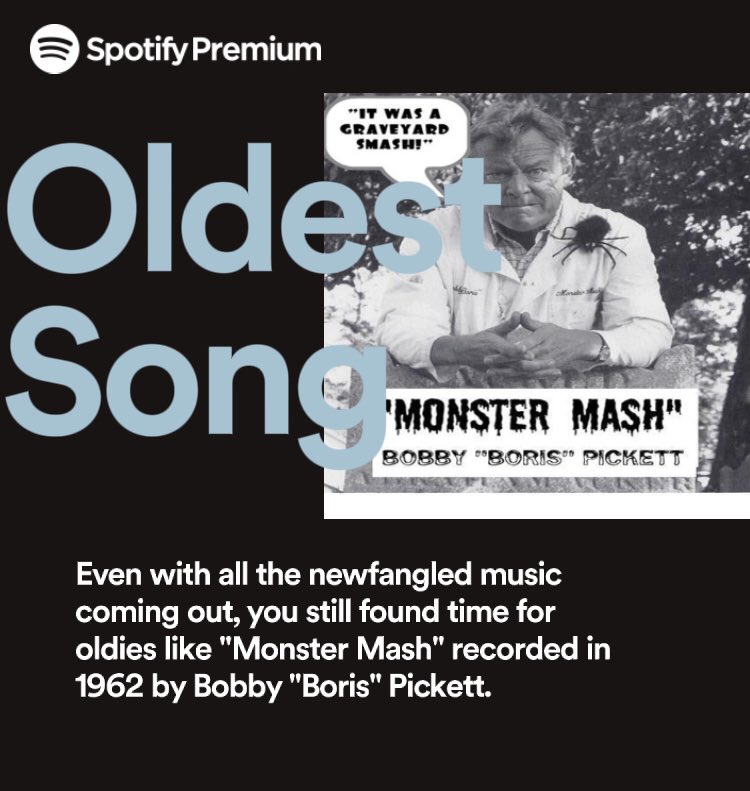 Spotify Premium
"IT WAS A
GRAVEYARD
SMASH!"
Oldest
Song
"MONSTER MASH"
BOBBY "BORIS" PICKETT
Even with all the newfangled music
coming out, you still found time for
oldies like "Monster Mash" recorded in
1962 by Bobby "Boris" Pickett.